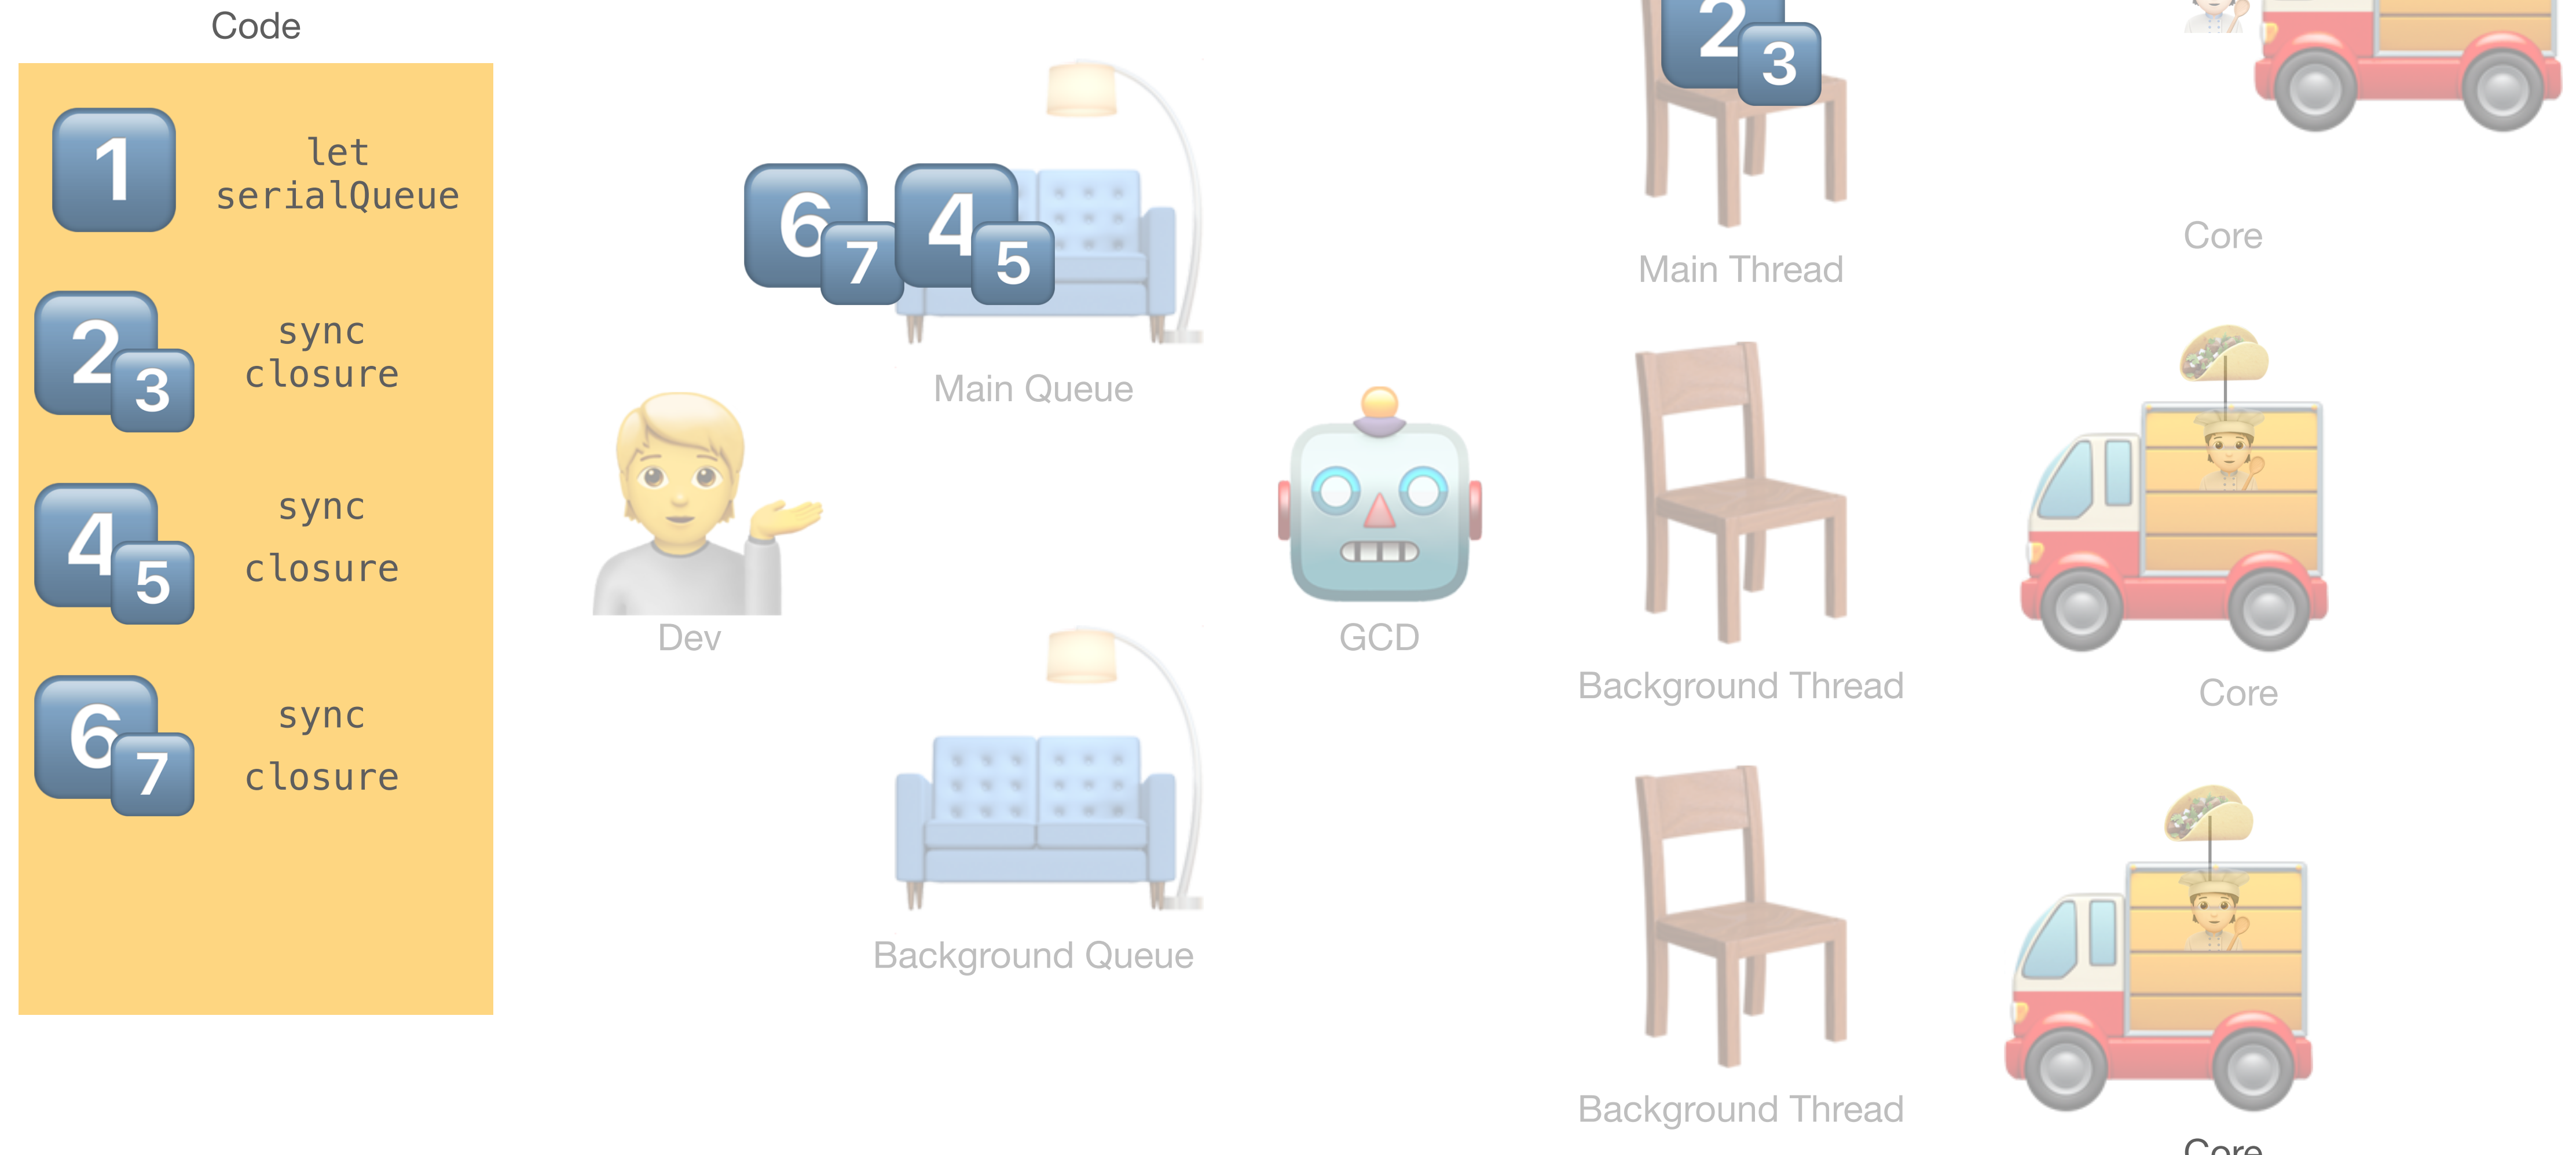 Code
1
let
serialQueue
2
3
sync
closure
4
5
sync
closure
6
7
sync
closure
6
7
4
5
Main Queue
Dev
Background Queue
GCD
2
3
Main Thread
Background Thread
Background Thread
Core
Core
Core